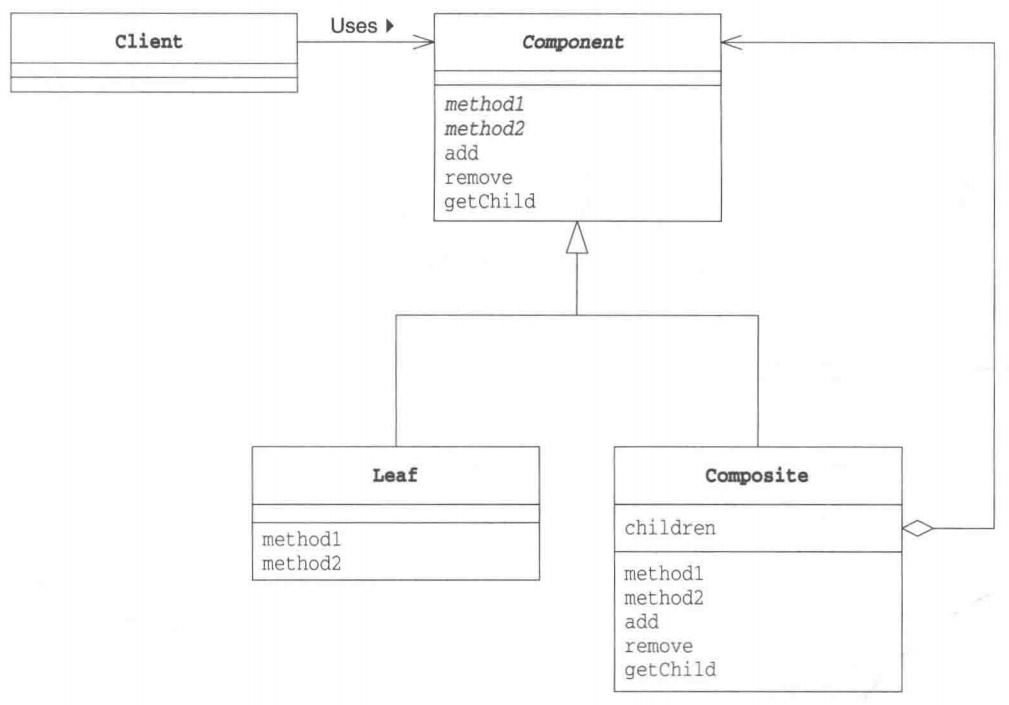 Client
Uses ▶
Component
method1
method2
add
remove
getChild
Leaf
method1
method2
Composite
children
method1
method2
add
remove
getChild